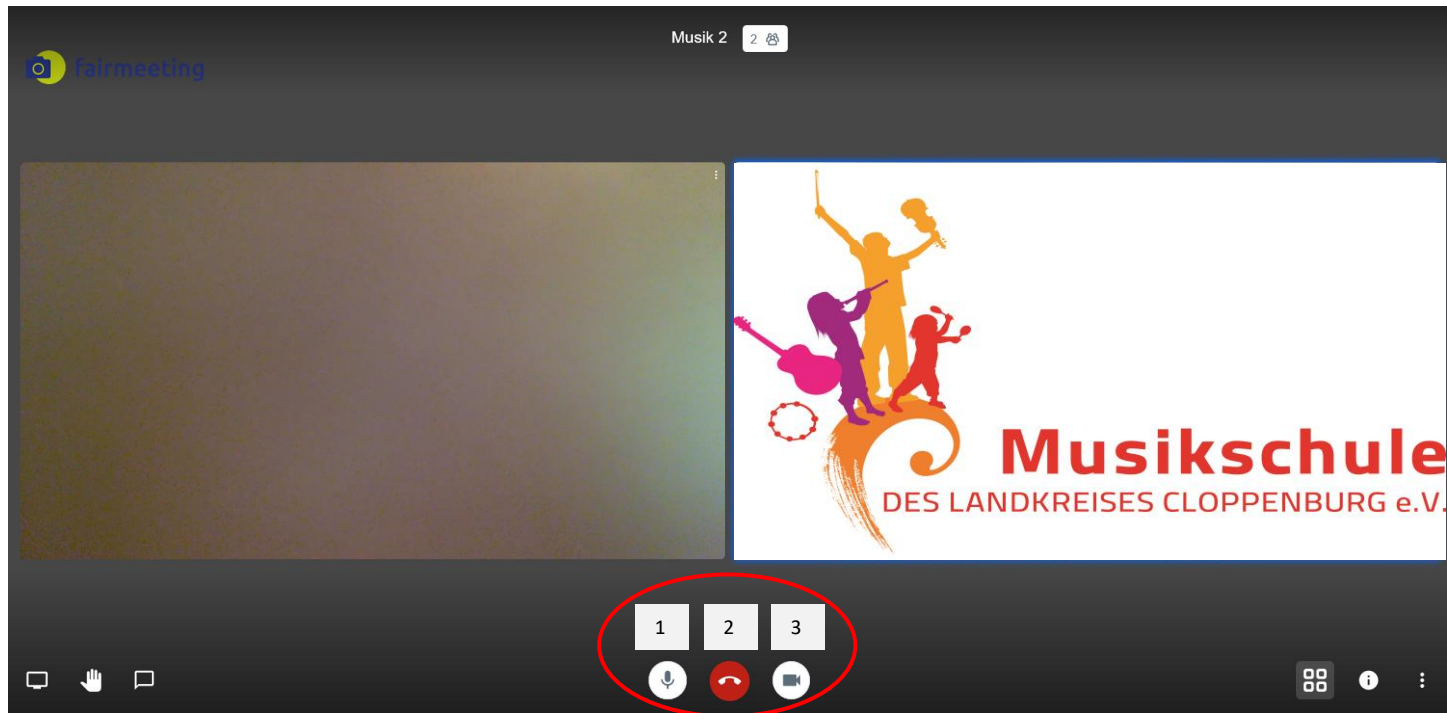 Musik 2 2
fairmeeting
Musikschule
DES LANDKREISES CLOPPENBURG e.V.
1 2 3